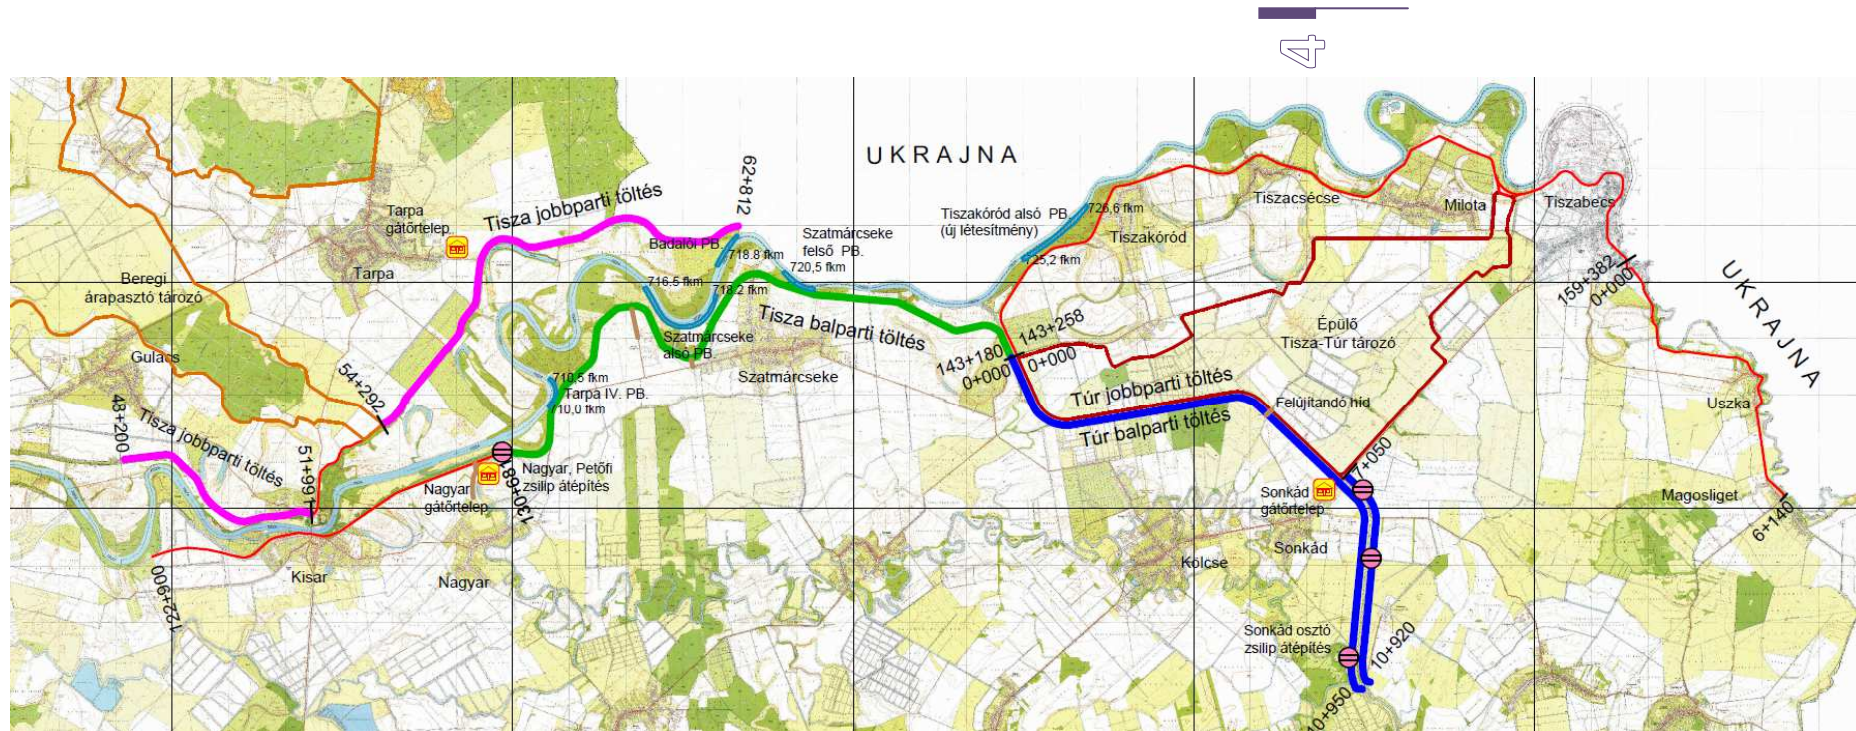 4
UKRAJNA
62+812
Tisza jobbparti töltés
Tarpa
gátőrtelep
Tarpa
Badalói PB.
718.8 fkm
Szatmárcseke
felső PB.
720,5 fkm
Tiszakóród alsó PB.
(új létesítmény)
726,6 fkm
725,2 fkm
Tiszakóród
Tiszacsécse
Milota
Tiszabecs
UKRAJNA
Beregi
árapasztó tározó
716.5 fkm
718.2 fkm
Tisza balparti töltés
143+258
143+180
0+000
0+000
159+382
0+000
Épülő
Tisza-Túr tározó
Gulács
54+292
Szatmárcseke
alsó PB.
Szatmárcseke
710,5 fkm
Tarpa IV. PB.
710,0 fkm
Túr jobbparti töltés
Túr balparti töltés
Felújítandó híd
Uszka
48+200
Tisza jobbparti töltés
51+991
Nagyar, Petőfi
zsilip átépítés
130+681
Nagyar
gátőrtelep
7+050
Sonkád
gátőrtelep
Magosliget
6+140
Kisar
Nagyar
Kölcse
Sonkád
122+900
Sonkád osztó
zsilip átépítés
10+920
10+950